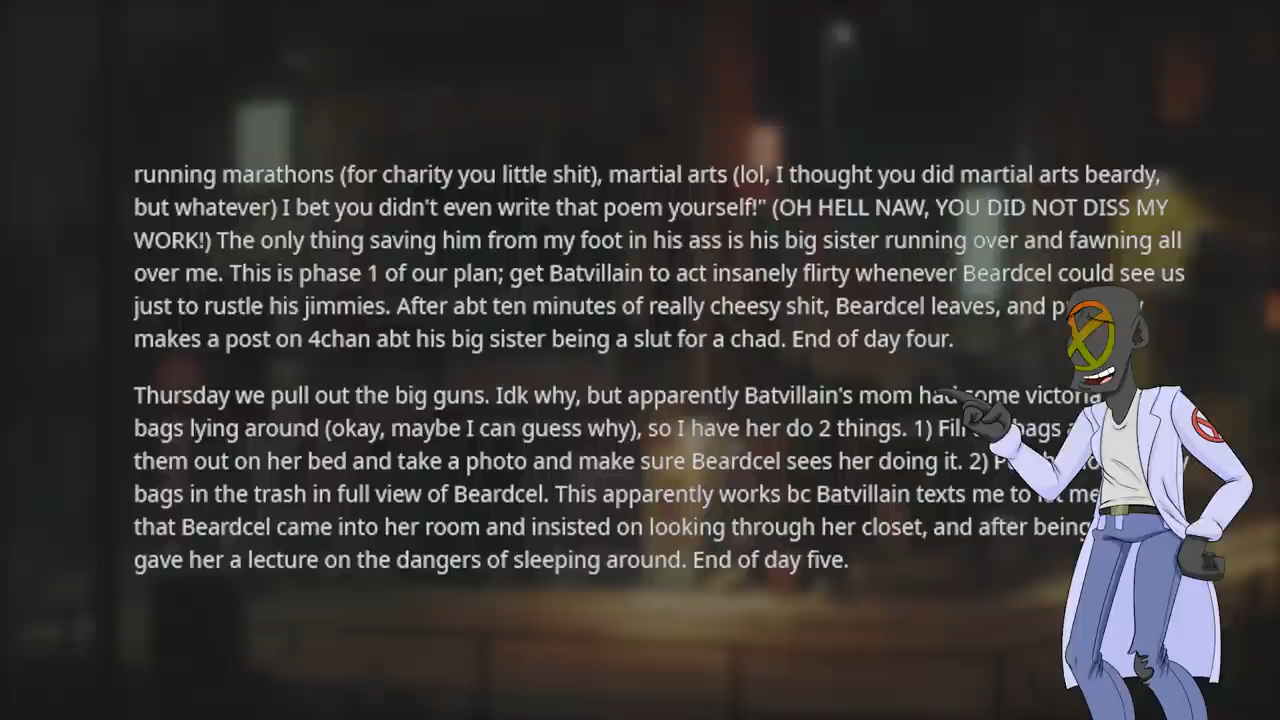 running marathons (for charity you little shit), martial arts (lol, I thought you did martial arts beardy,
but whatever) I bet you didn't even write that poem yourself!" (OH HELL NAW, YOU DID NOT DISS MY
WORK!) The only thing saving him from my foot in his ass is his big sister running over and fawning all
over me. This is phase 1 of our plan; get Batvillain to act insanely flirty whenever Beardcel could see us
just to rustle his jimmies. After abt ten minutes of really cheesy shit, Beardcel leaves, and
makes a post on 4chan abt his big sister being a slut for a chad. End of day four.
Thursday we pull out the big guns. Idk why, but apparently Batvillain's mom had some
bags lying around (okay, maybe I can guess why), so I have her do 2 things. 1) bags
them out on her bed and take a photo and make sure Beardcel sees her doing it. 2)
bags in the trash in full view of Beardcel. This apparently works bc Batvillain texts me to me
that Beardcel came into her room and insisted on looking through her closet, and after being
gave her a lecture on the dangers of sleeping around. End of day five.